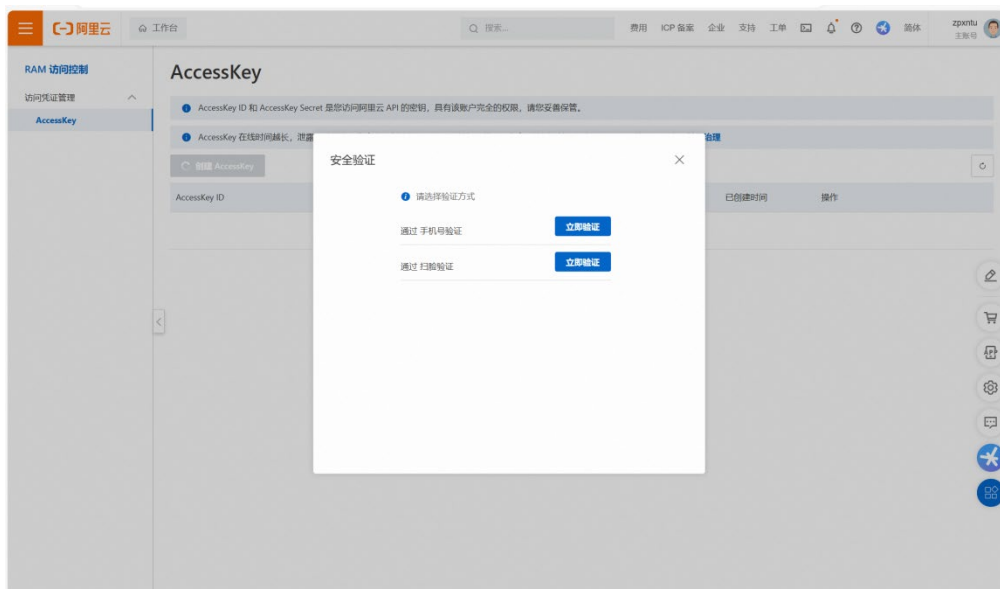 阿里云
工作台
搜索...
费用 ICP 备案 企业 支持 工单 简体
zpxntu
主账号
RAM 访问控制
访问凭证管理
AccessKey
AccessKey
AccessKey ID 和 AccessKey Secret 是您访问阿里云 API 的密钥，具有该账户完全的权限，请您妥善保管。
AccessKey 在线时间越长，泄露 治理
创建 AccessKey
AccessKey ID 已创建时间 操作
安全验证
请选择验证方式
通过 手机号验证 立即验证
通过 扫脸验证 立即验证